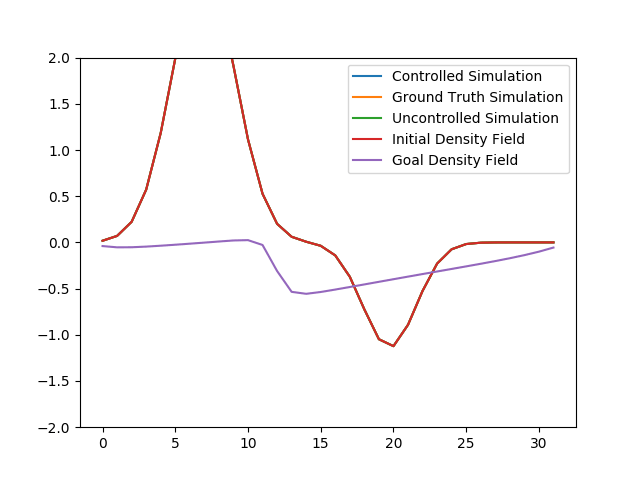 2.0
1.5
1.0
0.5
0.0
−0.5
−1.0
−1.5
−2.0
0 5 10 15 20 25 30
Controlled Simulation
Ground Truth Simulation
Uncontrolled Simulation
Initial Density Field
Goal Density Field